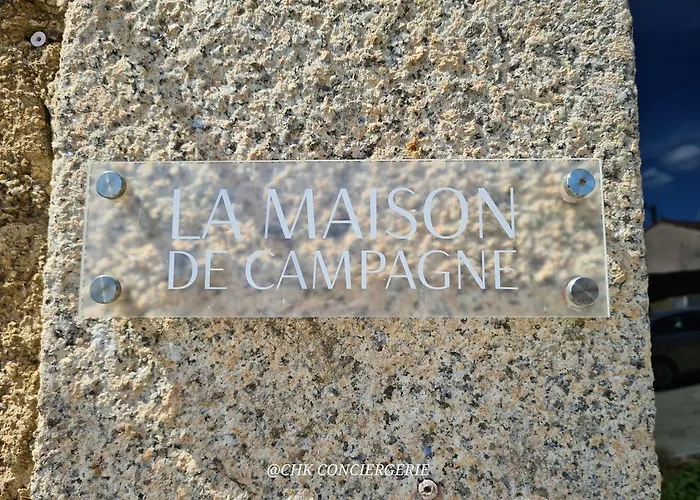 LA MAISON
DE CAMPAGNE
@CHK CONCIERGERIE